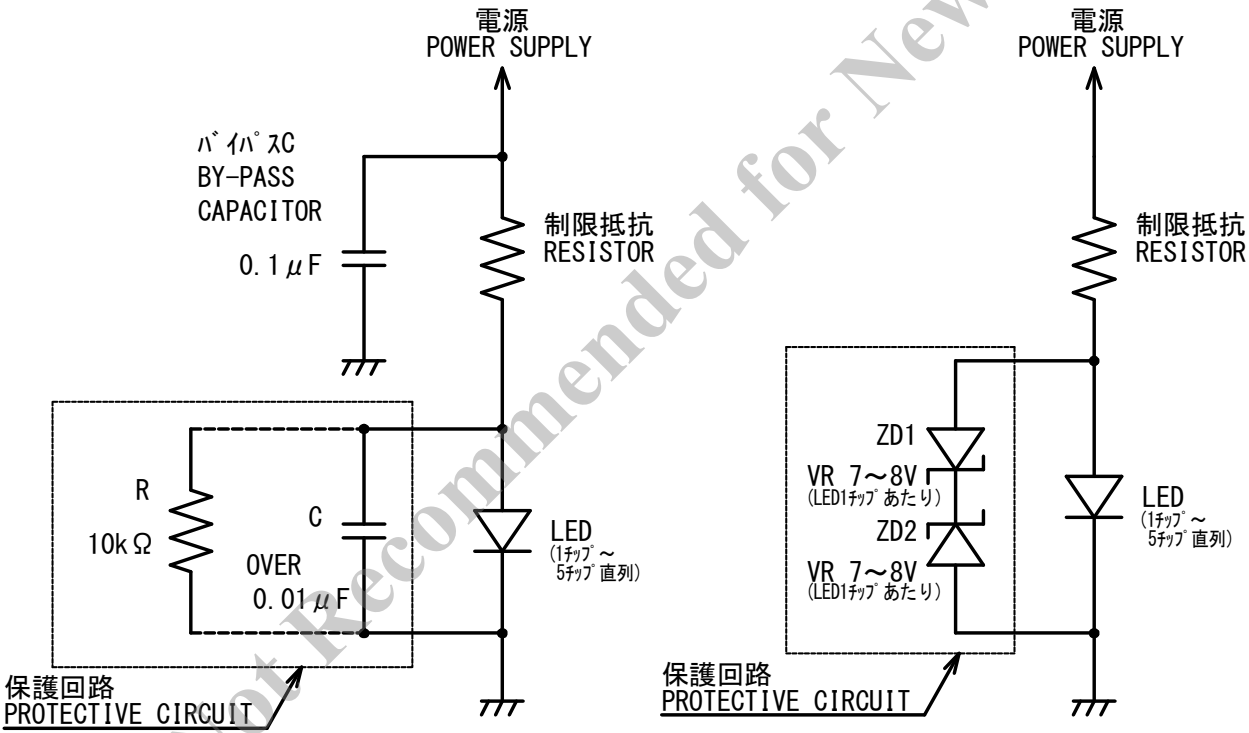 電源
POWER SUPPLY
バイパスC
BY-PASS
CAPACITOR
0.1μF
制限抵抗
RESISTOR
R
10kΩ
C
OVER
0.01μF
LED
(1チップ~
5チップ直列)
保護回路
PROTECTIVE CIRCUIT
電源
POWER SUPPLY
制限抵抗
RESISTOR
ZD1
VR 7~8V
(LED1チップあたり)
ZD2
VR 7~8V
(LED1チップあたり)
LED
(1チップ~
5チップ直列)
保護回路
PROTECTIVE CIRCUIT
Not Recommended for New